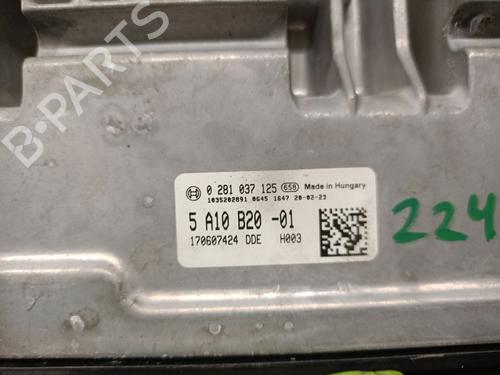 B-PARTS
0 281 037 125 658 Made in Hungary
1035202891 0645 1647 20-02-23
5 A10 B20 -01
170607424 DDE H003
224